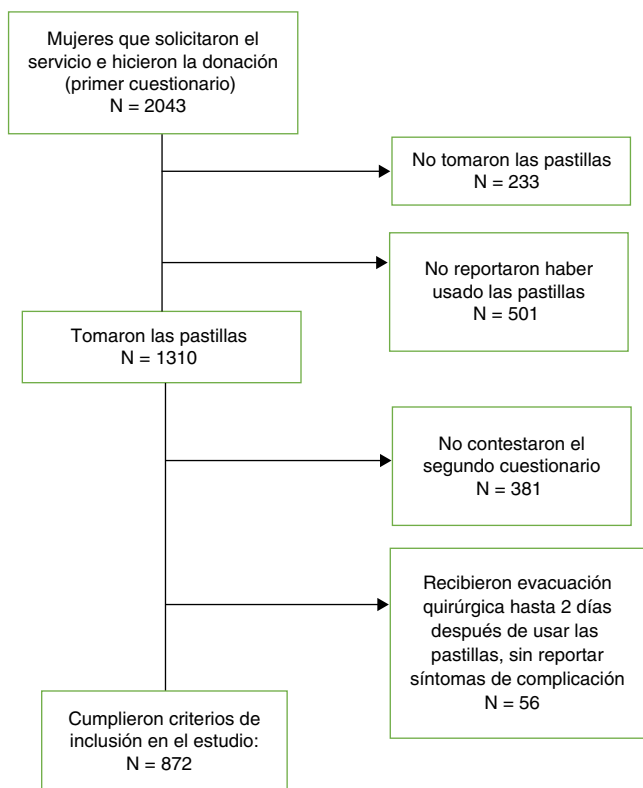 Mujeres que solicitaron el
servicio e hicieron la donación
(primer cuestionario)
N = 2043
No tomaron las pastillas
N = 233
No reportaron haber
usado las pastillas
N = 501
Tomaron las pastillas
N = 1310
No contestaron el
segundo cuestionario
N = 381
Recibieron evacuación
quirúrgica hasta 2 días
después de usar las
pastillas, sin reportar
síntomas de complicación
N = 56
Cumplieron criterios de
inclusión en el estudio:
N = 872